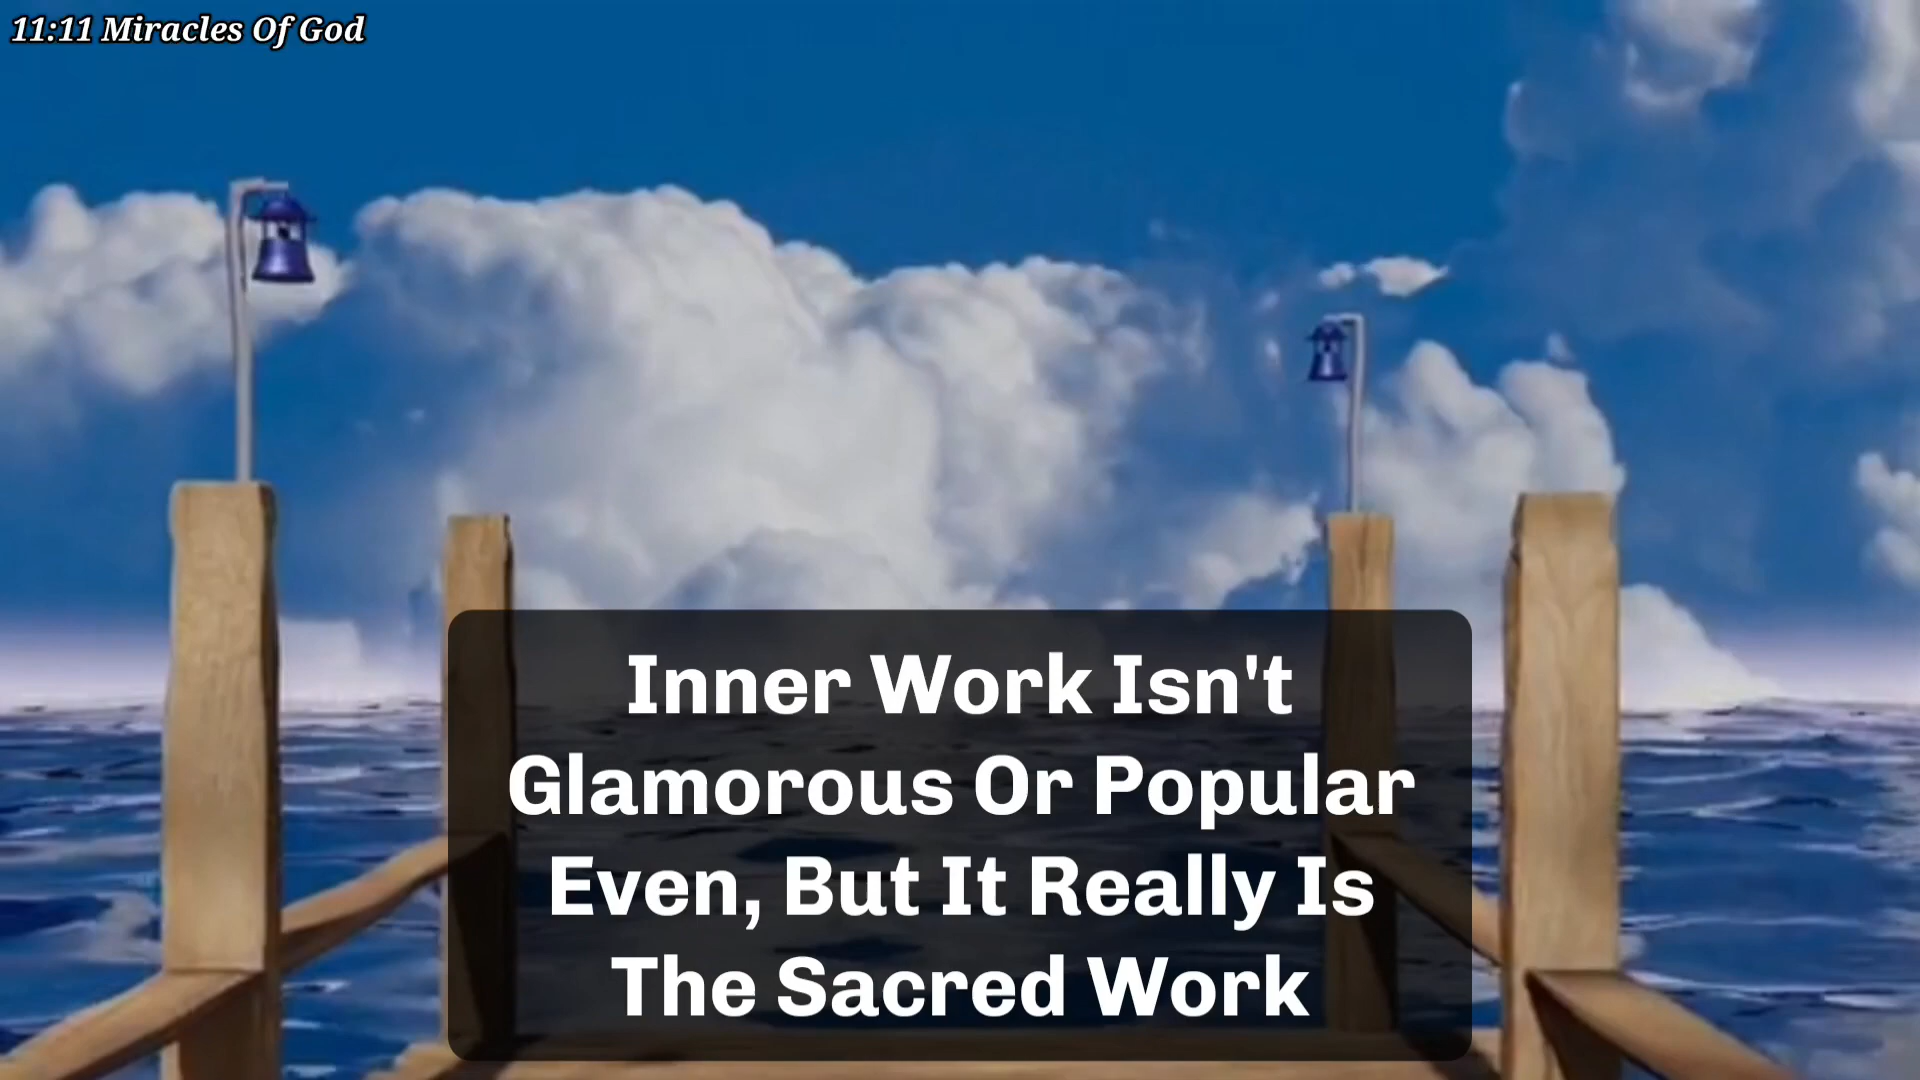 11:11 Miracles Of God
Inner Work Isn't
Glamorous Or Popular
Even, But It Really Is
The Sacred Work